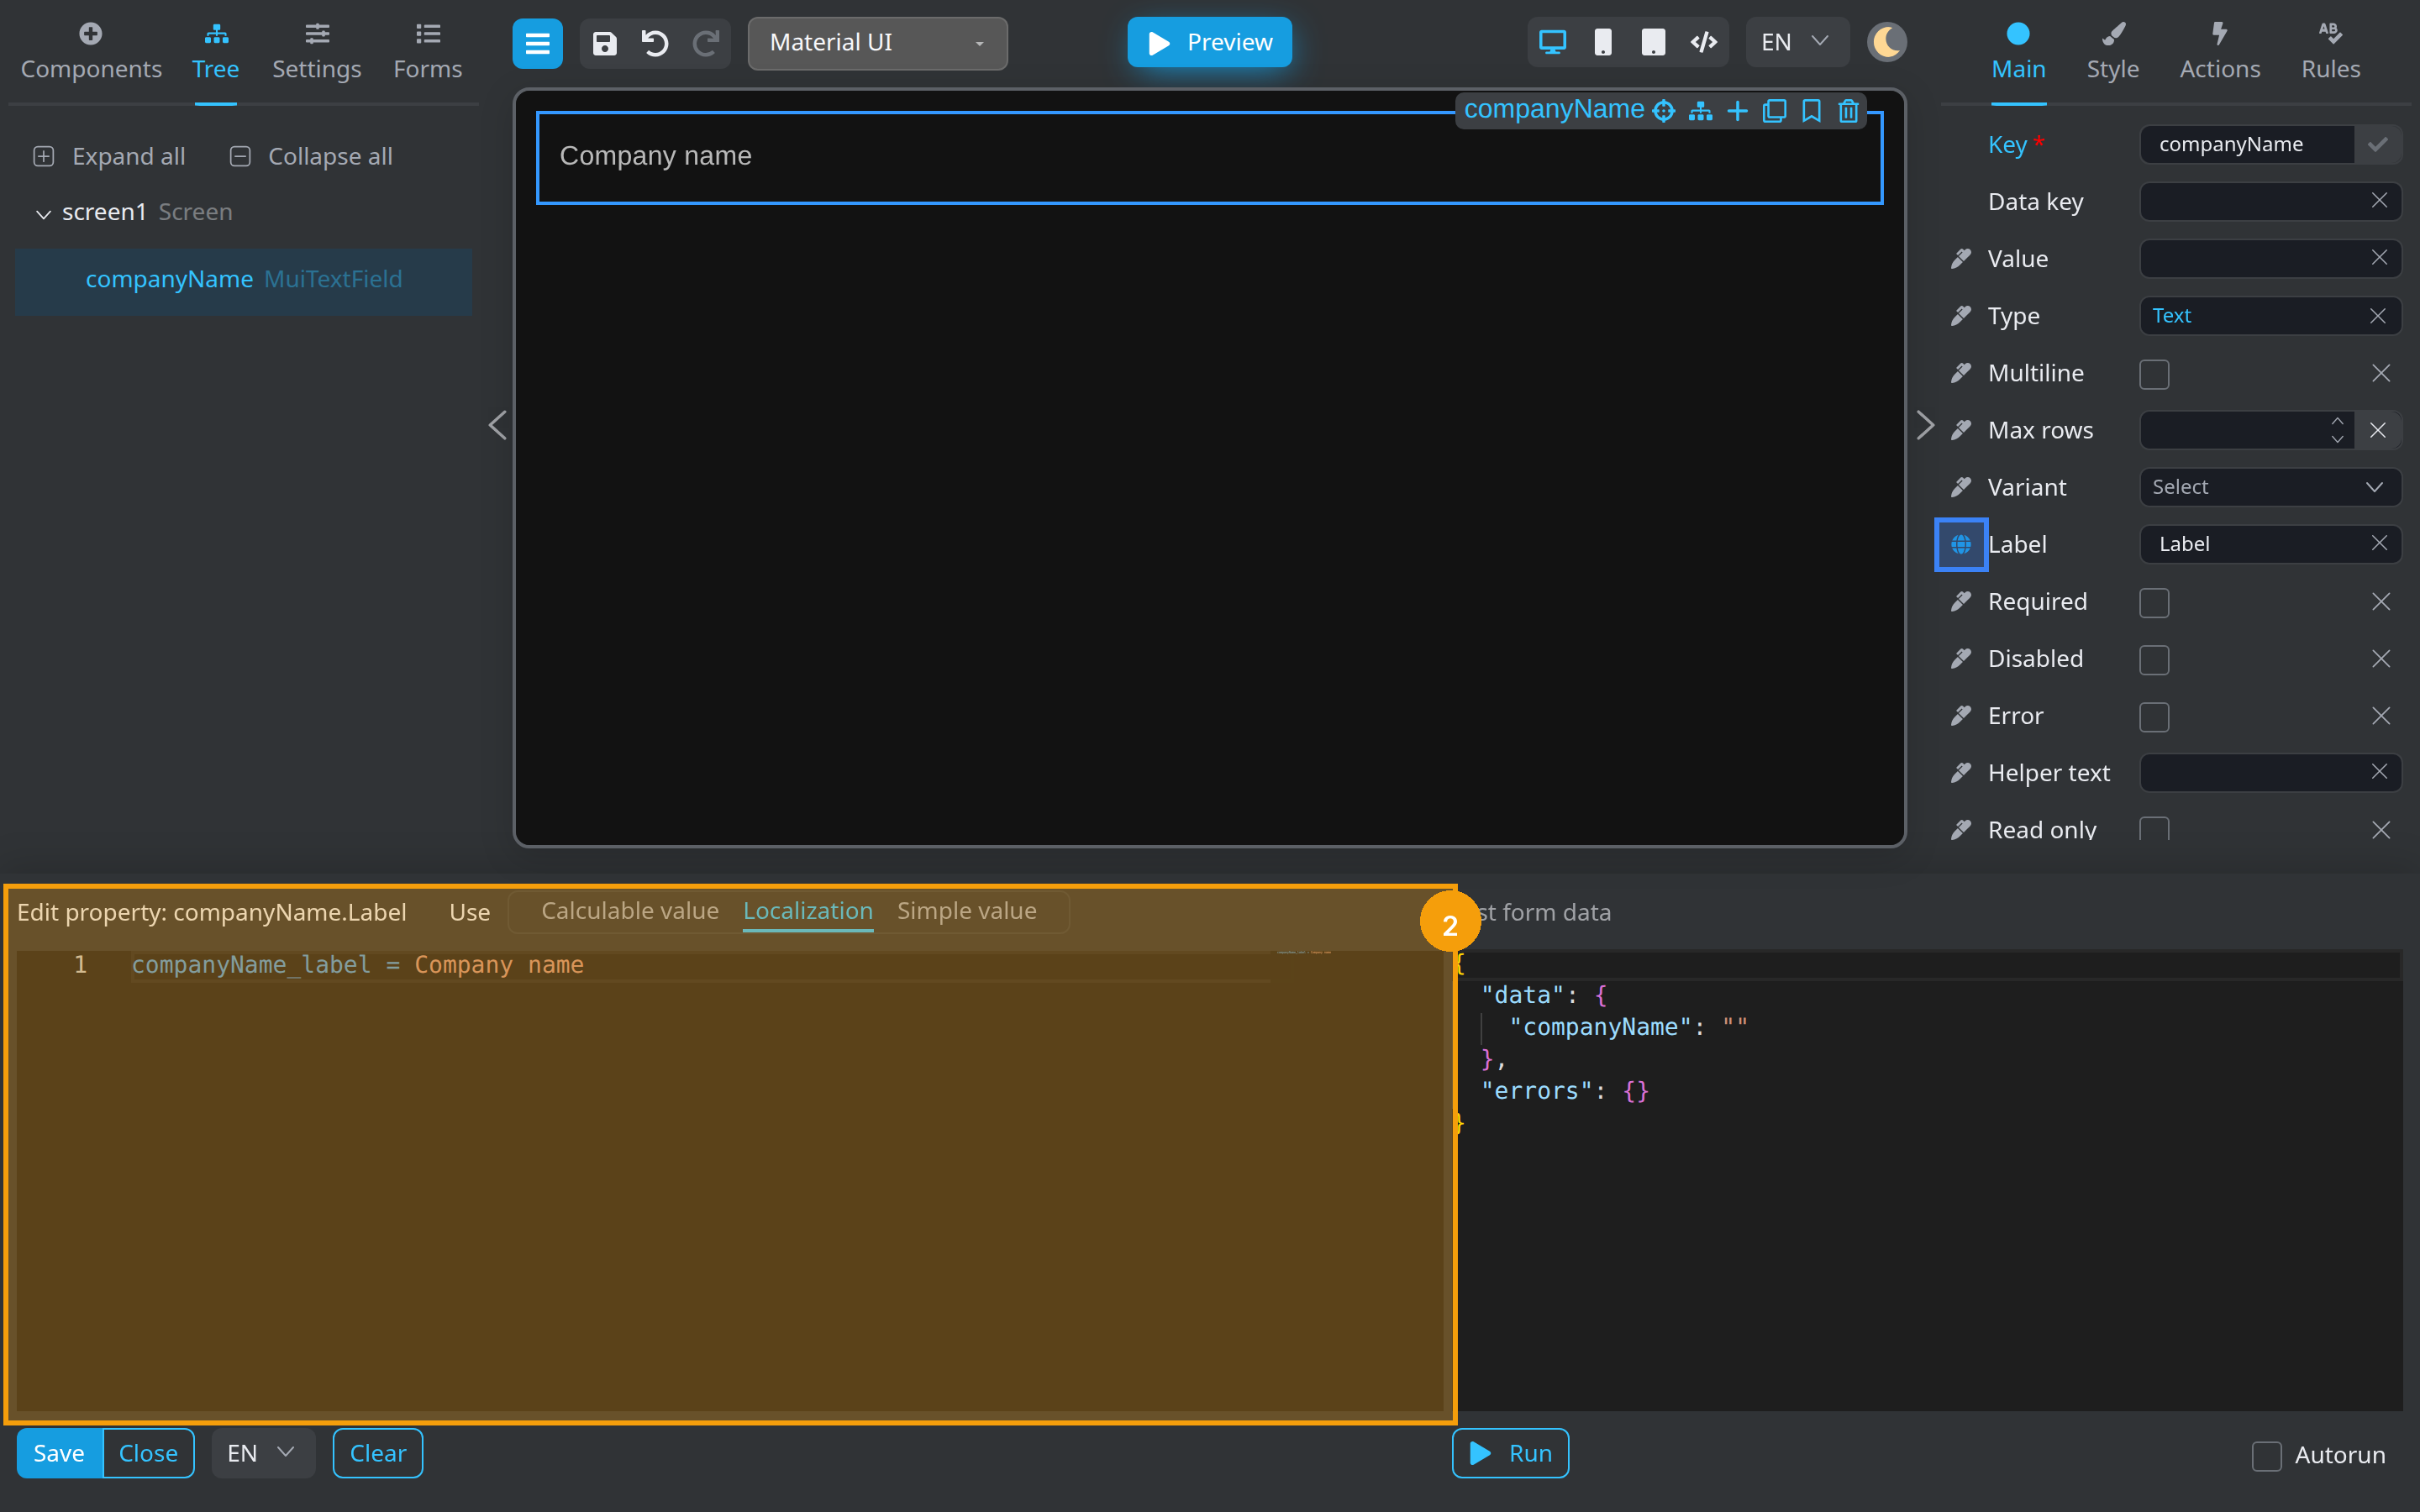 Components Tree Settings Forms
Material UI
Preview
EN
Main Style Actions Rules
Expand all Collapse all
screen1 Screen
companyName MuiTextField
companyName
Company name
Key *
companyName
Data key
Value
Type
Text
Multiline
Max rows
Variant
Select
Label
Label
Required
Disabled
Error
Helper text
Read only
Edit property: companyName.Label Use Calculable value Localization Simple value
2
1 companyName_label = Company name
st form data
{
"data": {
"companyName": ""
},
"errors": {}
}
Save Close EN Clear
Run
Autorun